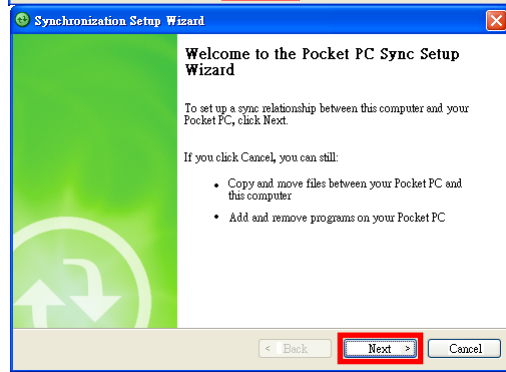 Synchronization Setup Wizard
Welcome to the Pocket PC Sync Setup
Wizard
To set up a sync relationship between this computer and your
Pocket PC, click Next.
If you click Cancel, you can still:
• Copy and move files between your Pocket PC and
this computer
• Add and remove programs on your Pocket PC
< Back
Next >
Cancel